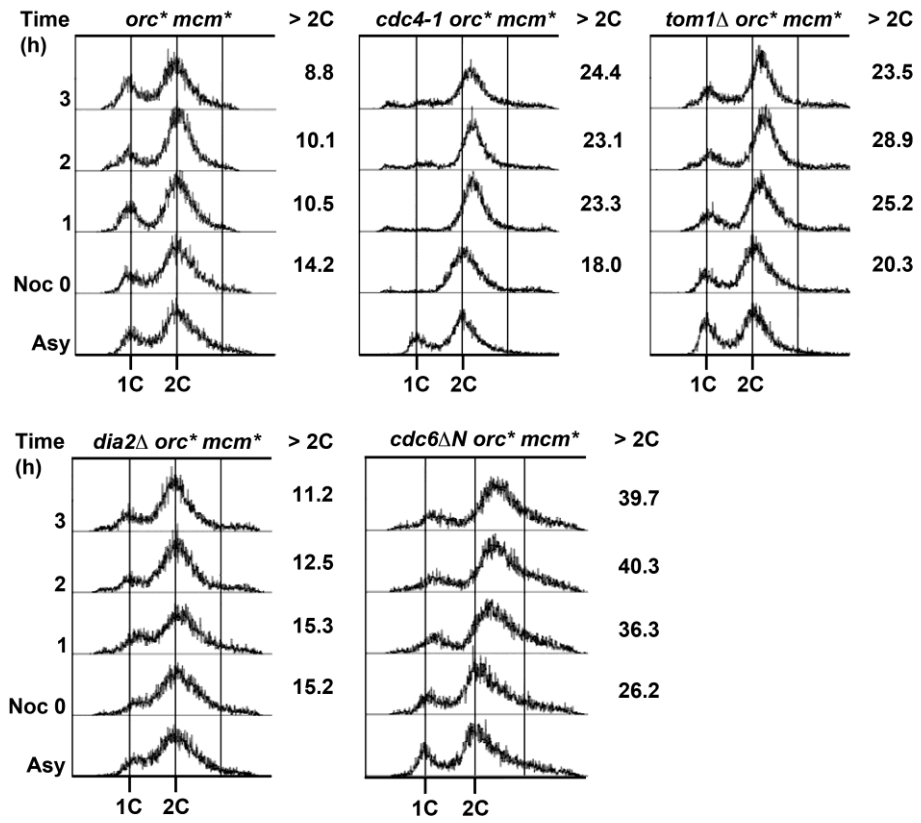 Time (h) orc* mcm* > 2C cdc4-1 orc* mcm* > 2C tom1Δ orc* mcm* > 2C
3 8.8 24.4 23.5
2 10.1 23.1 28.9
1 10.5 23.3 25.2
Noc 0 14.2 18.0 20.3
Asy
1C 2C 1C 2C 1C 2C
Time (h) dia2Δ orc* mcm* > 2C cdc6ΔN orc* mcm* > 2C
3 11.2 39.7
2 12.5 40.3
1 15.3 36.3
Noc 0 15.2 26.2
Asy
1C 2C 1C 2C